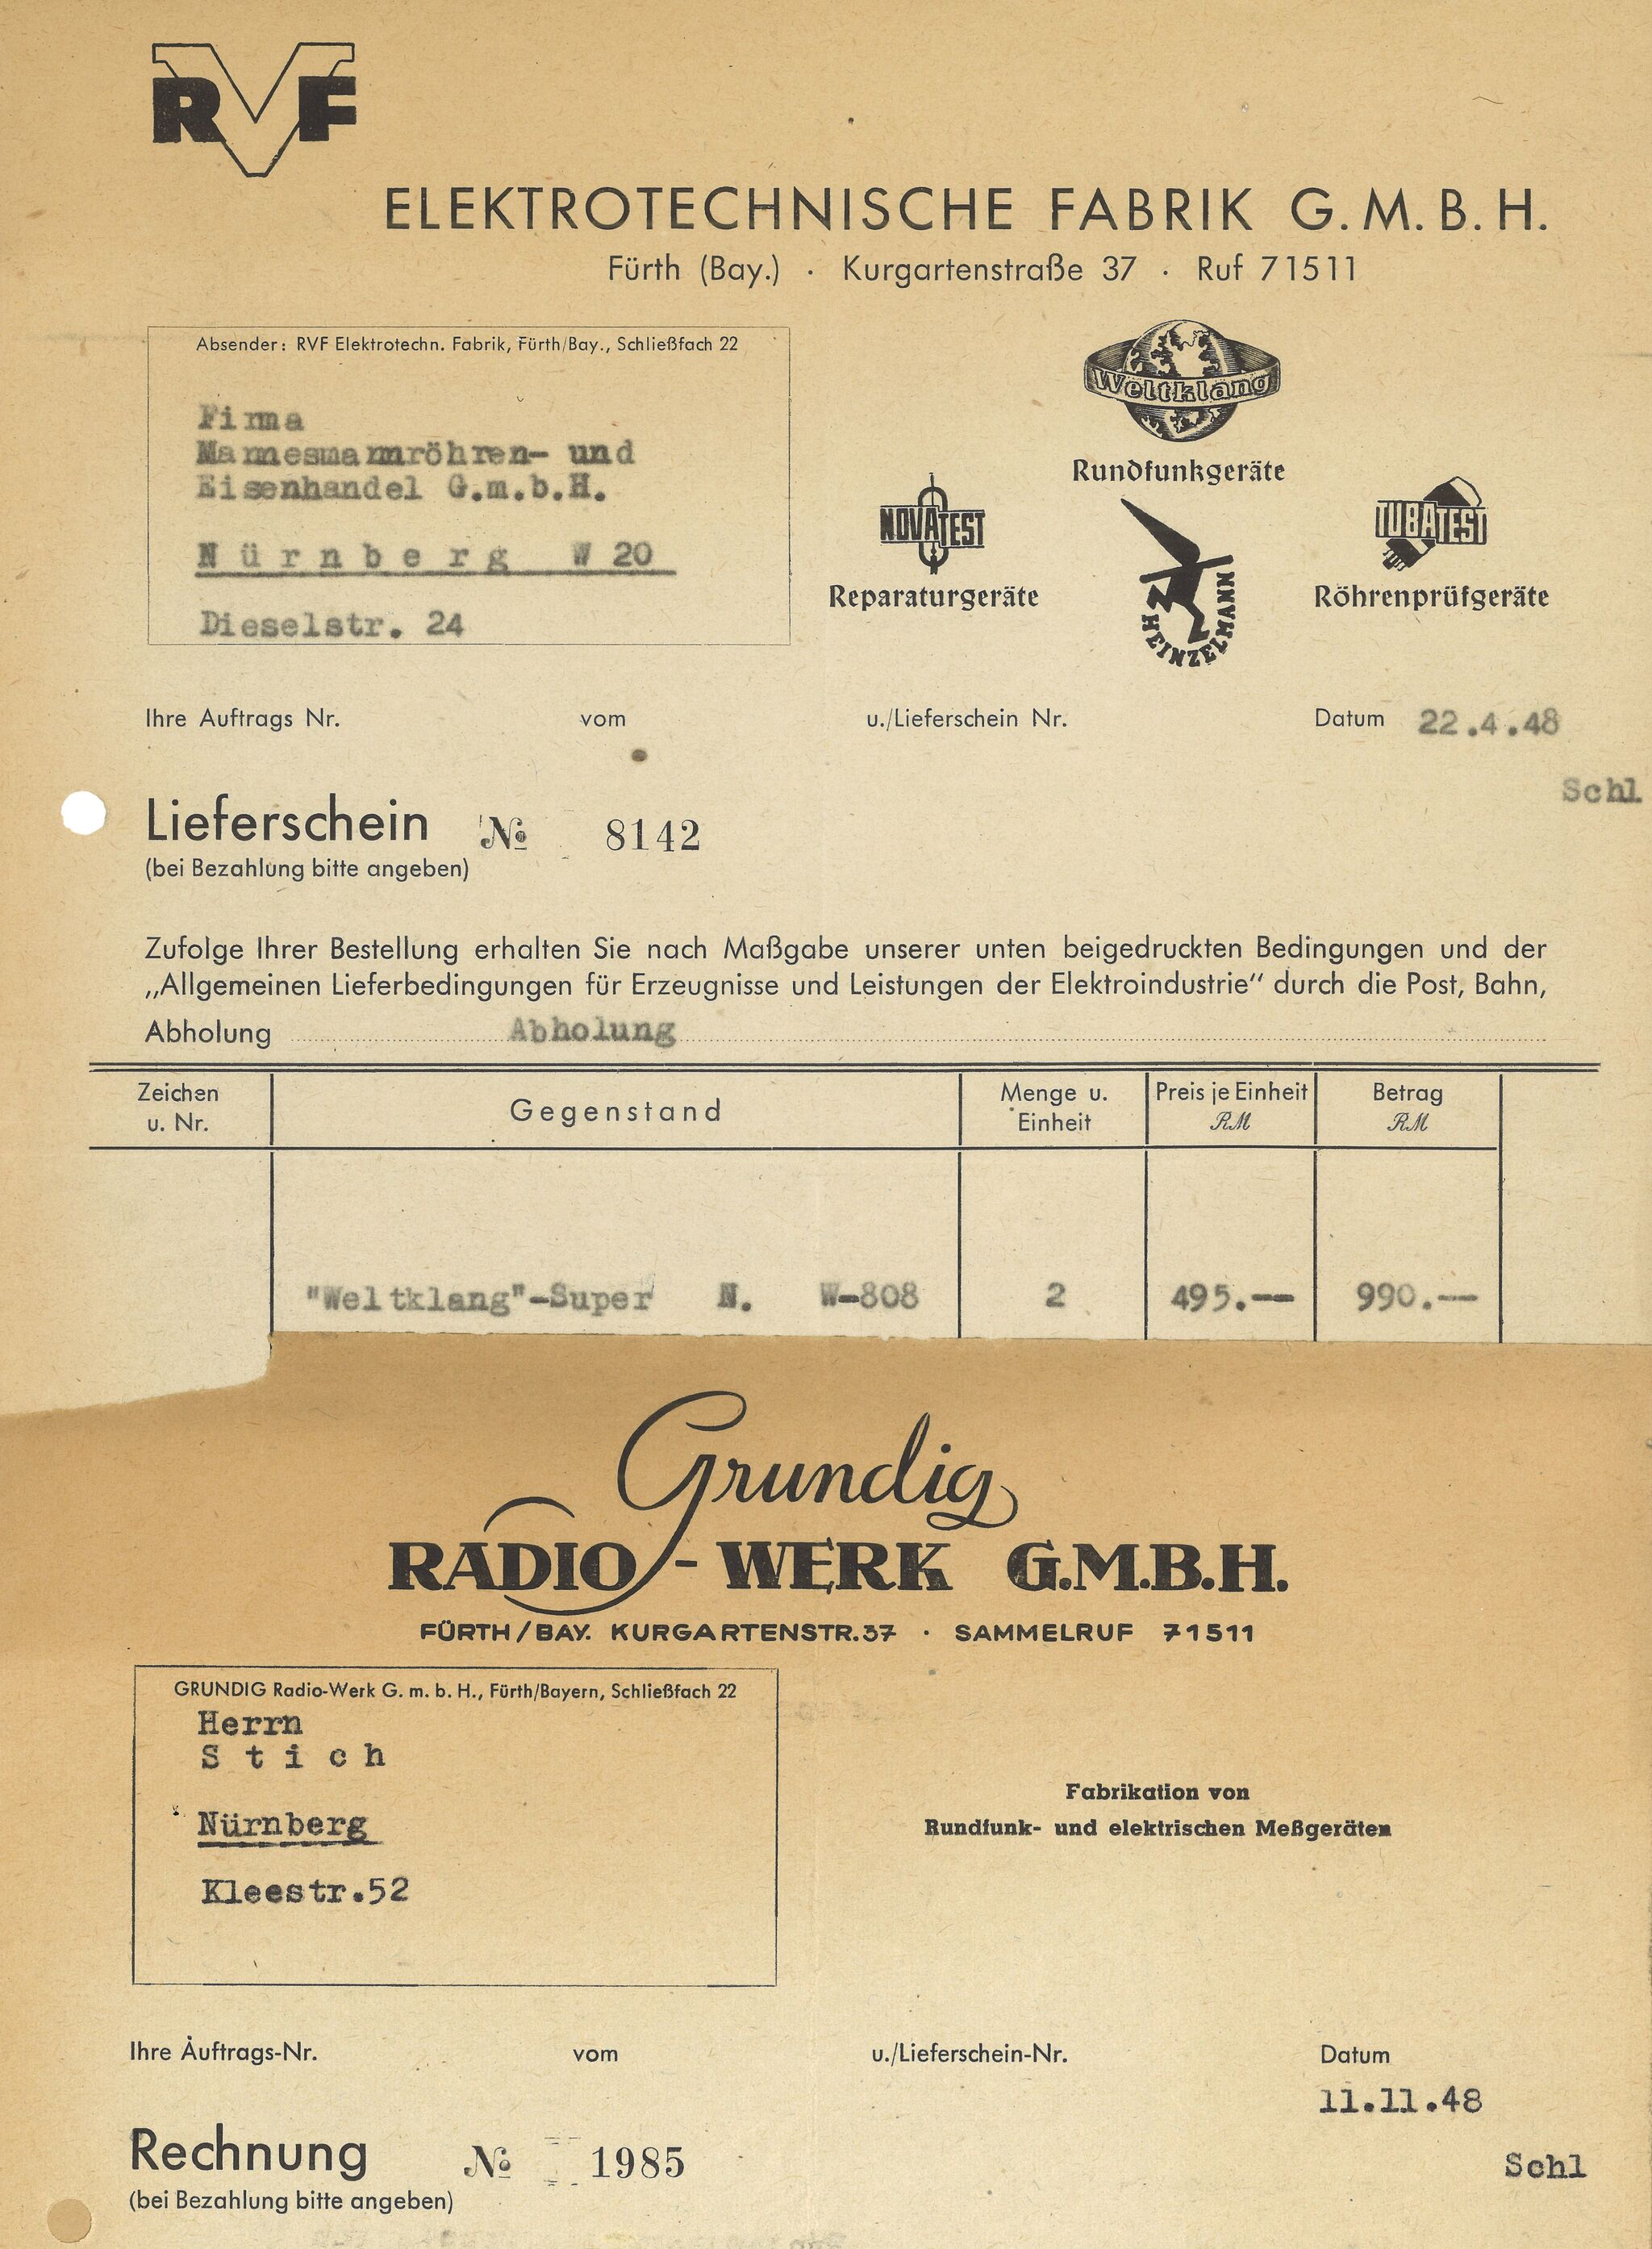 RVF
ELEKTROTECHNISCHE FABRIK G.M.B.H.
Fürth (Bay.) · Kurgartenstraße 37 · Ruf 71511
Absender: RVF Elektrotechn. Fabrik, Fürth/Bay., Schließfach 22
Firma
Mannesmannröhren- und
Eisenhandel G.m.b.H.
Nürnberg W 20
Dieselstr. 24
Weltklang
Rundfunkgeräte
NOVATEST
Reparaturgeräte
HEINZELMANN
TUBATEST
Röhrenprüfgeräte
Ihre Auftrags Nr. vom u./Lieferschein Nr. Datum 22.4.48
Schl
Lieferschein № 8142
(bei Bezahlung bitte angeben)
Zufolge Ihrer Bestellung erhalten Sie nach Maßgabe unserer unten beigedruckten Bedingungen und der
„Allgemeinen Lieferbedingungen für Erzeugnisse und Leistungen der Elektroindustrie“ durch die Post, Bahn,
Abholung Abholung
Zeichen u. Nr. Gegenstand Menge u. Einheit Preis je Einheit RM Betrag RM
"Weltklang"-Super N. W-808 2 495.-- 990.--
Grundig
RADIO-WERK G.M.B.H.
FÜRTH/BAY. KURGARTENSTR.37 · SAMMELRUF 71511
GRUNDIG Radio-Werk G. m. b. H., Fürth/Bayern, Schließfach 22
Herrn
Stich
Nürnberg
Kleestr.52
Fabrikation von
Rundfunk- und elektrischen Meßgeräten
Ihre Auftrags-Nr. vom u./Lieferschein-Nr. Datum
11.11.48
Rechnung № 1985
Schl
(bei Bezahlung bitte angeben)